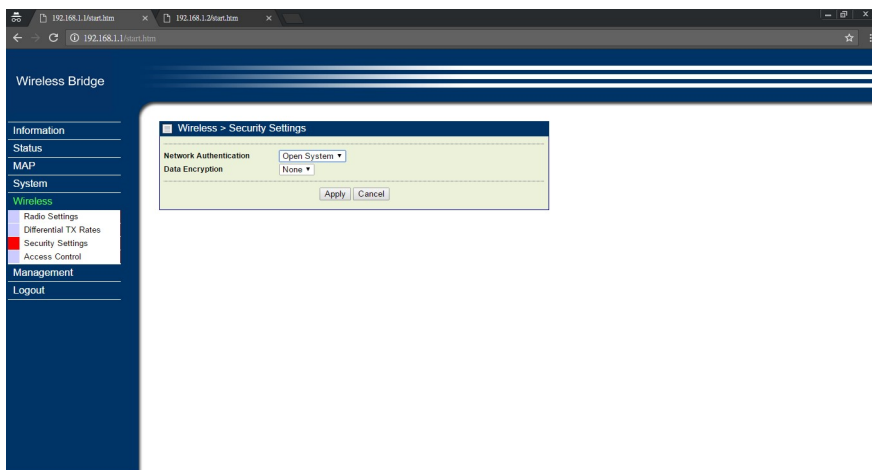 192.168.1.1/start.htm
192.168.1.2/start.htm
192.168.1.1/start.htm
Wireless Bridge
Information
Status
MAP
System
Wireless
Radio Settings
Differential TX Rates
Security Settings
Access Control
Management
Logout
Wireless > Security Settings
Network Authentication Open System
Data Encryption None
Apply Cancel